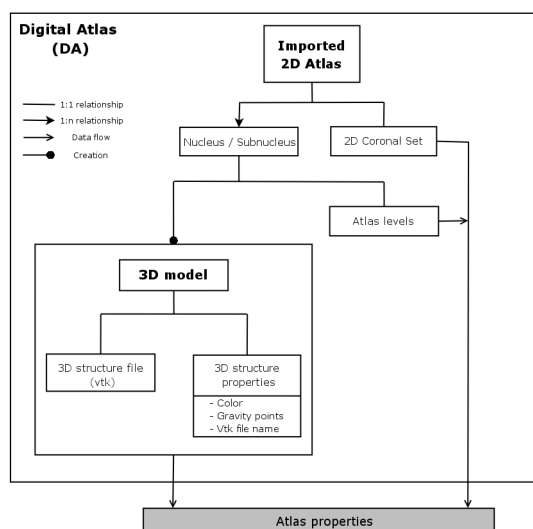 Digital Atlas
(DA)
Imported
2D Atlas
1:1 relationship
1:n relationship
Data flow
Creation
Nucleus / Subnucleus
2D Coronal Set
Atlas levels
3D model
3D structure file
(vtk)
3D structure
properties
- Color
- Gravity points
- Vtk file name
Atlas properties